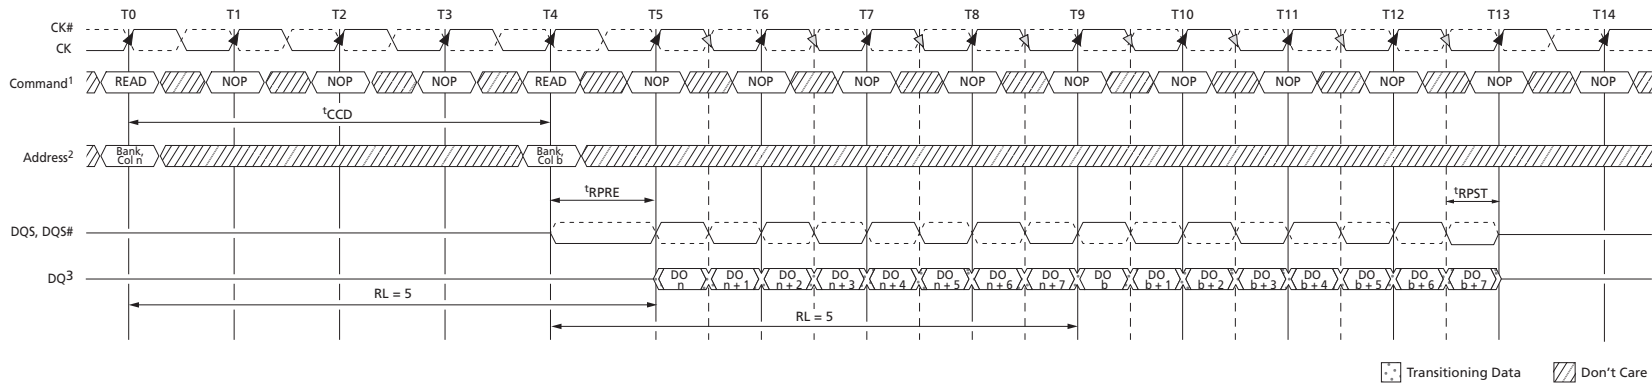 T0 T1 T2 T3 T4 T5 T6 T7 T8 T9 T10 T11 T12 T13 T14
CK#
CK
Command1 READ NOP NOP NOP READ NOP NOP NOP NOP NOP NOP NOP NOP NOP NOP
tCCD
Address2 Bank, Col n Bank, Col b
tRPRE tRPST
DQS, DQS#
DQ3 DO n DO n + 1 DO n + 2 DO n + 3 DO n + 4 DO n + 5 DO n + 6 DO n + 7 DO b DO b + 1 DO b + 2 DO b + 3 DO b + 4 DO b + 5 DO b + 6 DO b + 7
RL = 5
RL = 5
Transitioning Data Don't Care